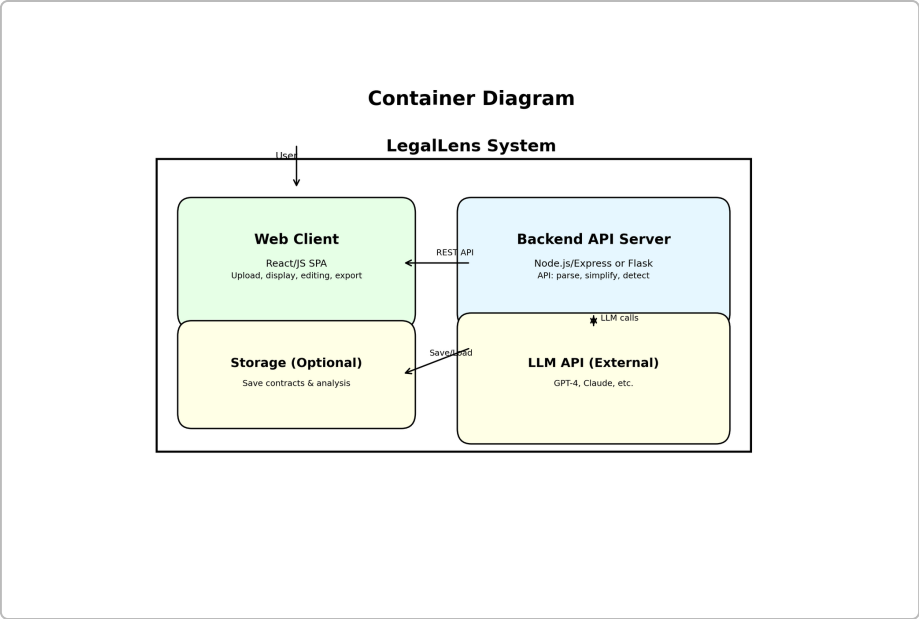 Container Diagram
LegalLens System
User
Web Client
React/JS SPA
Upload, display, editing, export
REST API
Backend API Server
Node.js/Express or Flask
API: parse, simplify, detect
LLM calls
Storage (Optional)
Save contracts & analysis
Save/Load
LLM API (External)
GPT-4, Claude, etc.